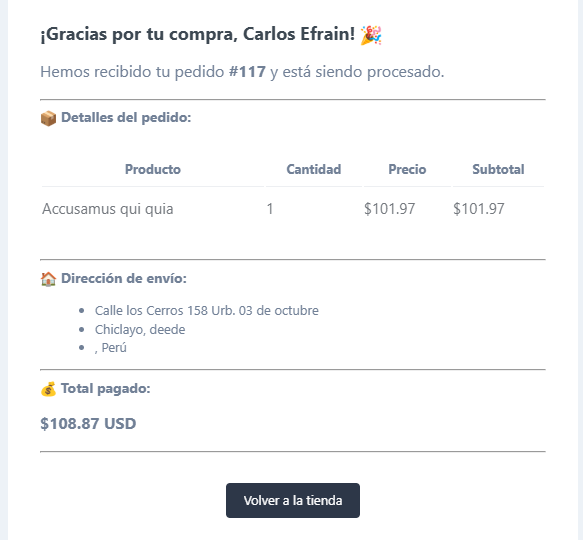 ¡Gracias por tu compra, Carlos Efrain! 🎉
Hemos recibido tu pedido #117 y está siendo procesado.
📦 Detalles del pedido:
Producto Cantidad Precio Subtotal
Accusamus qui quia 1 $101.97 $101.97
🏠 Dirección de envío:
• Calle los Cerros 158 Urb. 03 de octubre
• Chiclayo, deede
• , Perú
💰 Total pagado:
$108.87 USD
Volver a la tienda